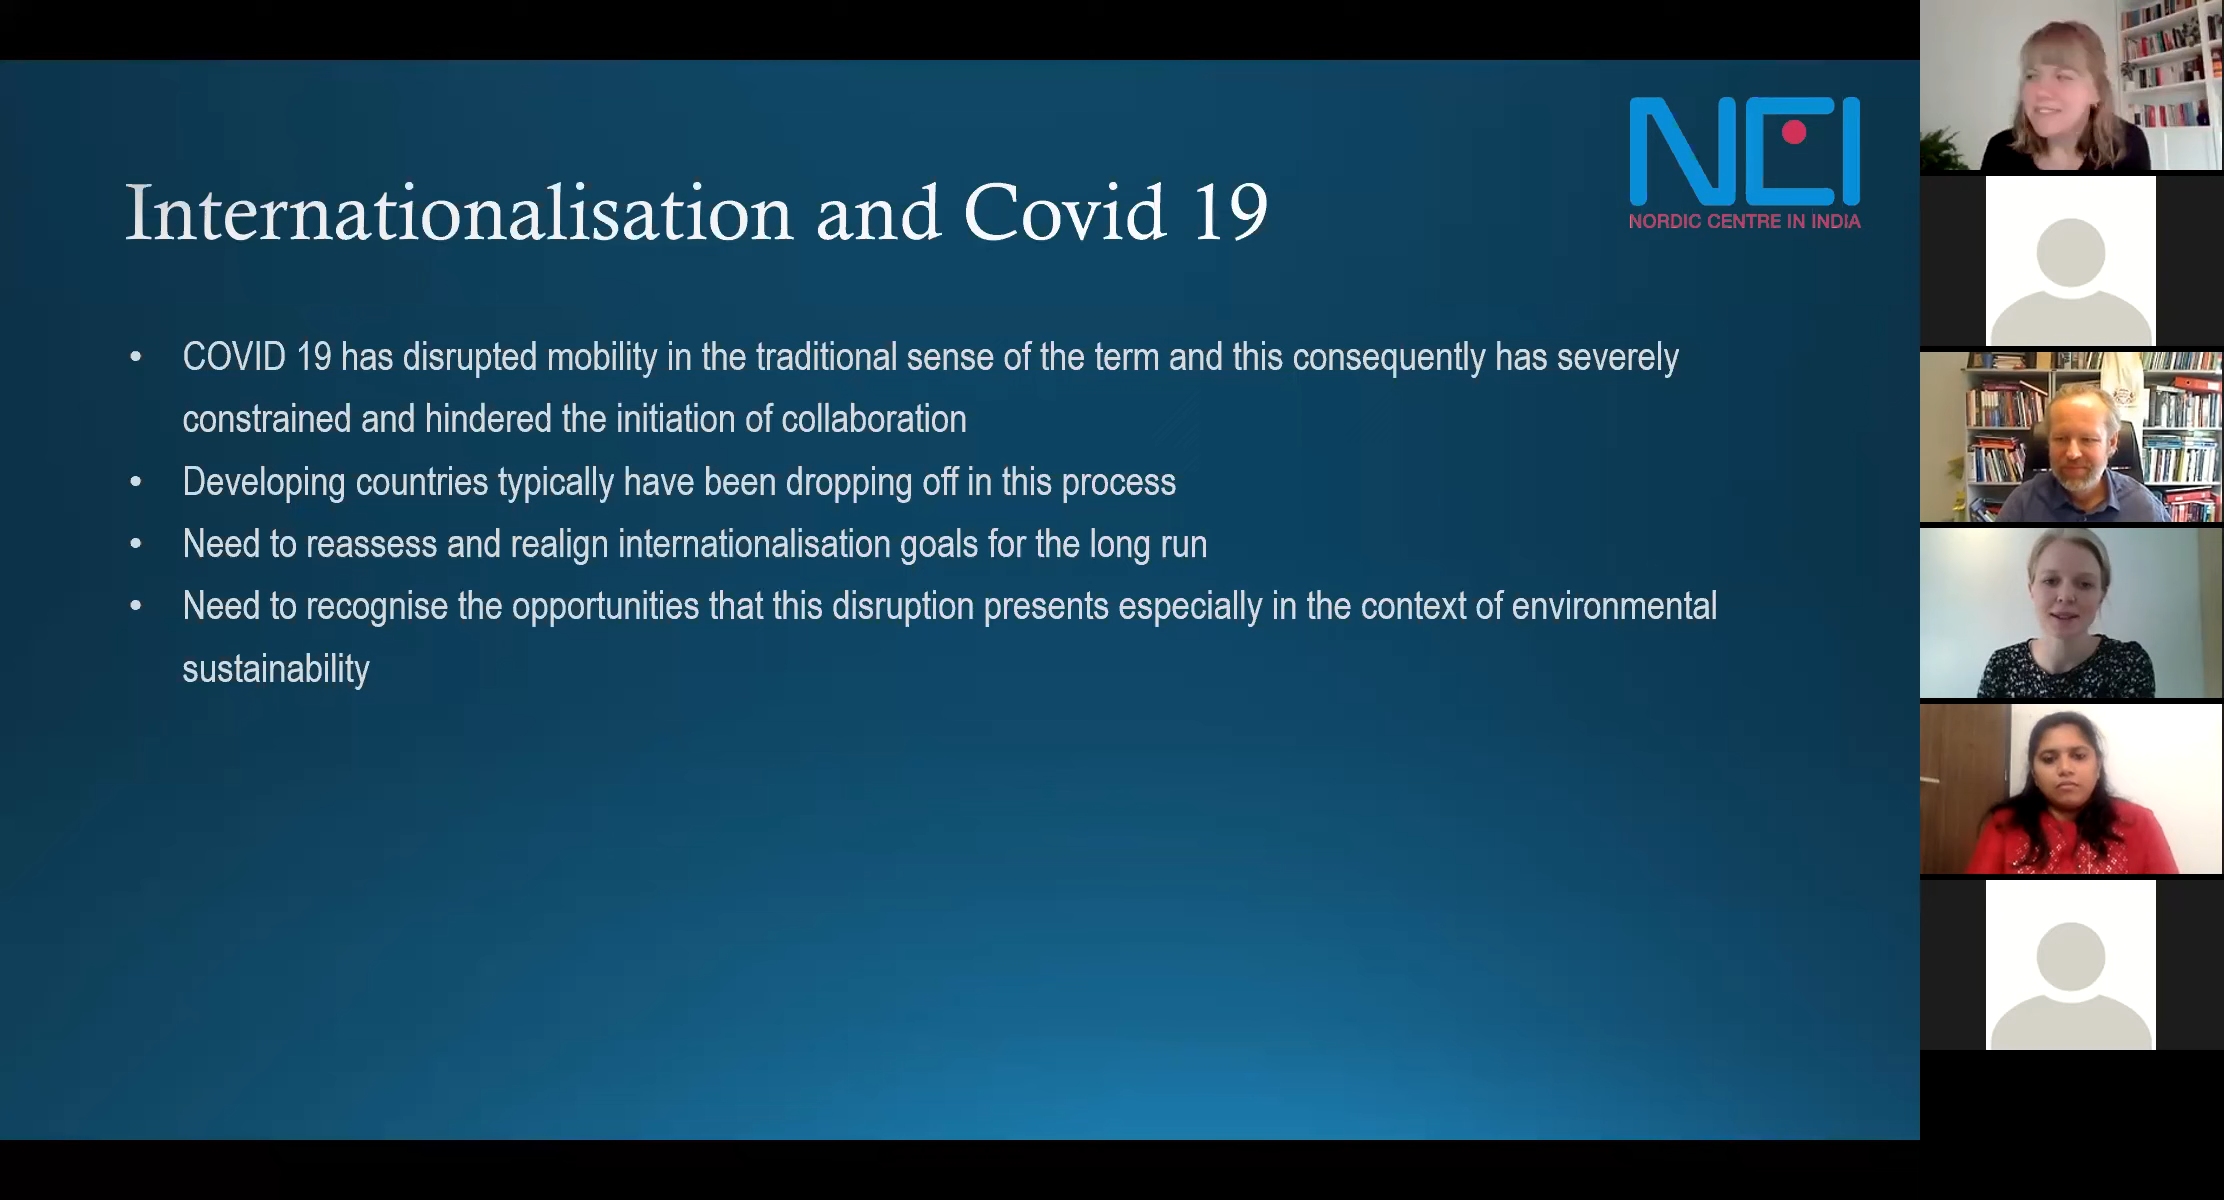 NCI
NORDIC CENTRE IN INDIA
Internationalisation and Covid 19
• COVID 19 has disrupted mobility in the traditional sense of the term and this consequently has severely
constrained and hindered the initiation of collaboration
• Developing countries typically have been dropping off in this process
• Need to reassess and realign internationalisation goals for the long run
• Need to recognise the opportunities that this disruption presents especially in the context of environmental
sustainability